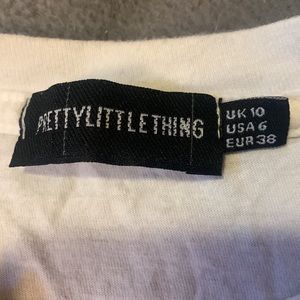 PRETTYLITTLETHING
UK 10
USA 6
EUR 38